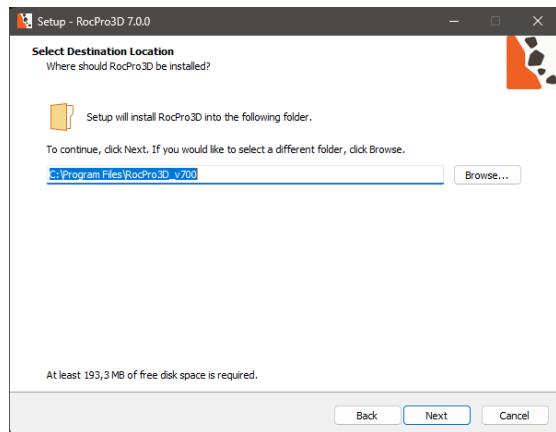 Setup - RocPro3D 7.0.0
Select Destination Location
Where should RocPro3D be installed?
Setup will install RocPro3D into the following folder.
To continue, click Next. If you would like to select a different folder, click Browse.
C:\Program Files\RocPro3D_v700
Browse...
At least 193,3 MB of free disk space is required.
Back Next Cancel